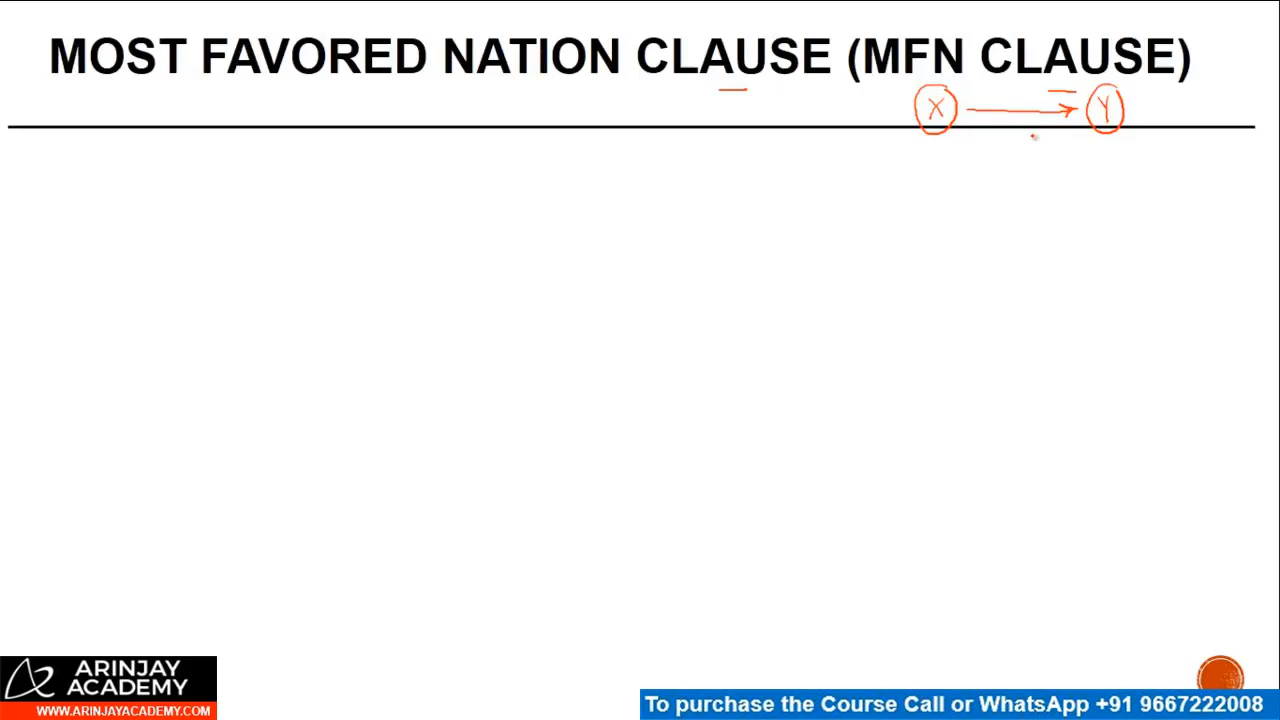 MOST FAVORED NATION CLAUSE (MFN CLAUSE)
X Y
ARINJAY
ACADEMY
WWW.ARINJAYACADEMY.COM
To purchase the Course Call or WhatsApp +91 9667222008